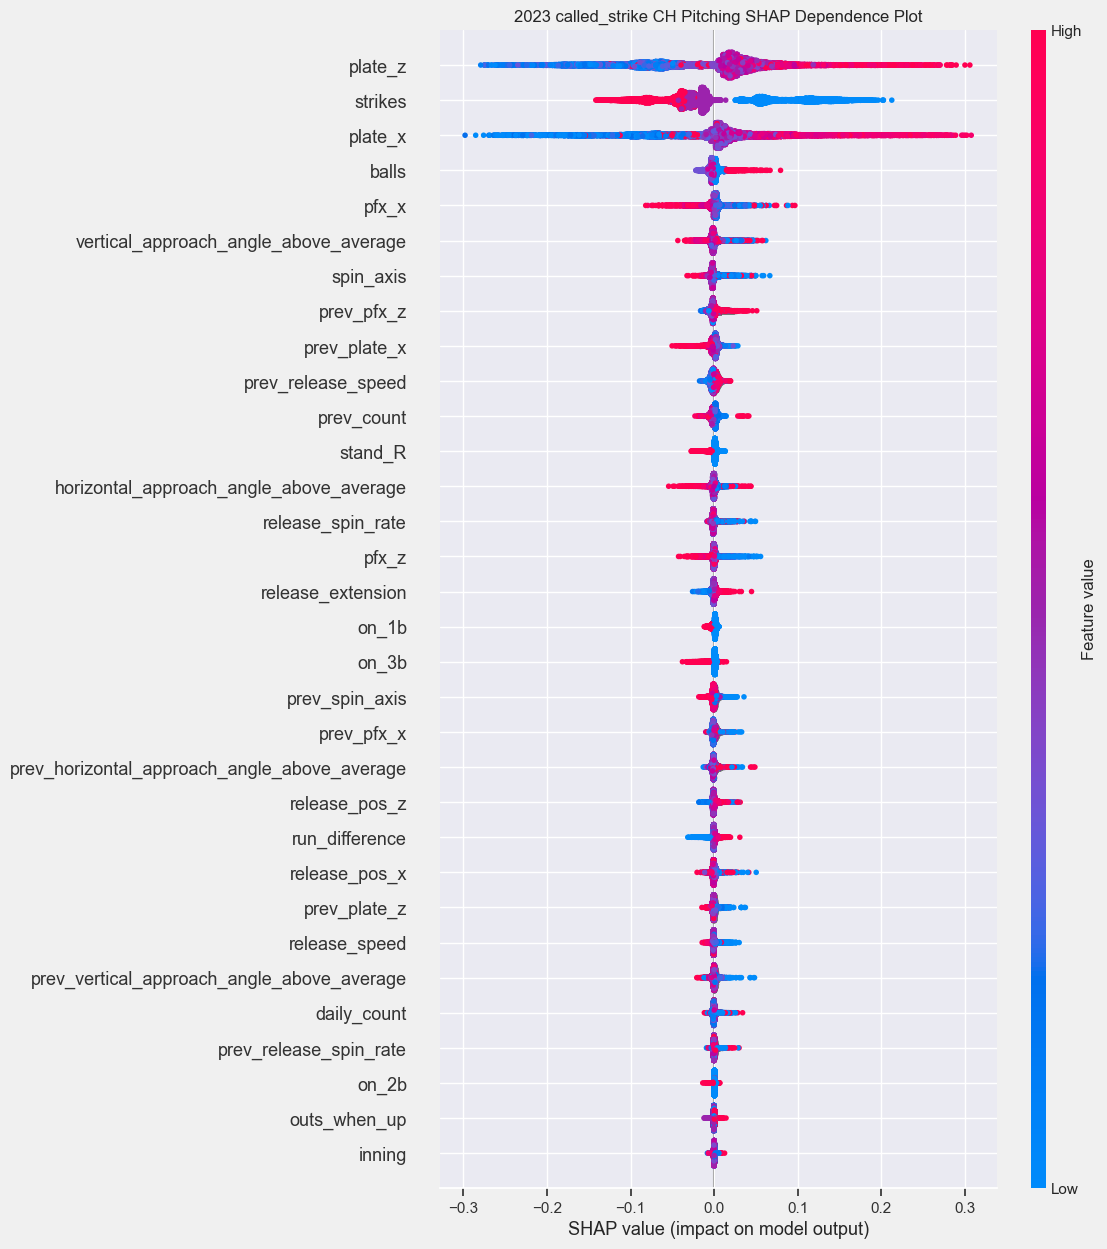 2023 called_strike CH Pitching SHAP Dependence Plot
High
plate_z
strikes
plate_x
balls
pfx_x
vertical_approach_angle_above_average
spin_axis
prev_pfx_z
prev_plate_x
prev_release_speed
prev_count
stand_R
horizontal_approach_angle_above_average
release_spin_rate
pfx_z
release_extension
on_1b
on_3b
prev_spin_axis
prev_pfx_x
prev_horizontal_approach_angle_above_average
release_pos_z
run_difference
release_pos_x
prev_plate_z
release_speed
prev_vertical_approach_angle_above_average
daily_count
prev_release_spin_rate
on_2b
outs_when_up
inning
Feature value
Low
−0.3 −0.2 −0.1 0.0 0.1 0.2 0.3
SHAP value (impact on model output)